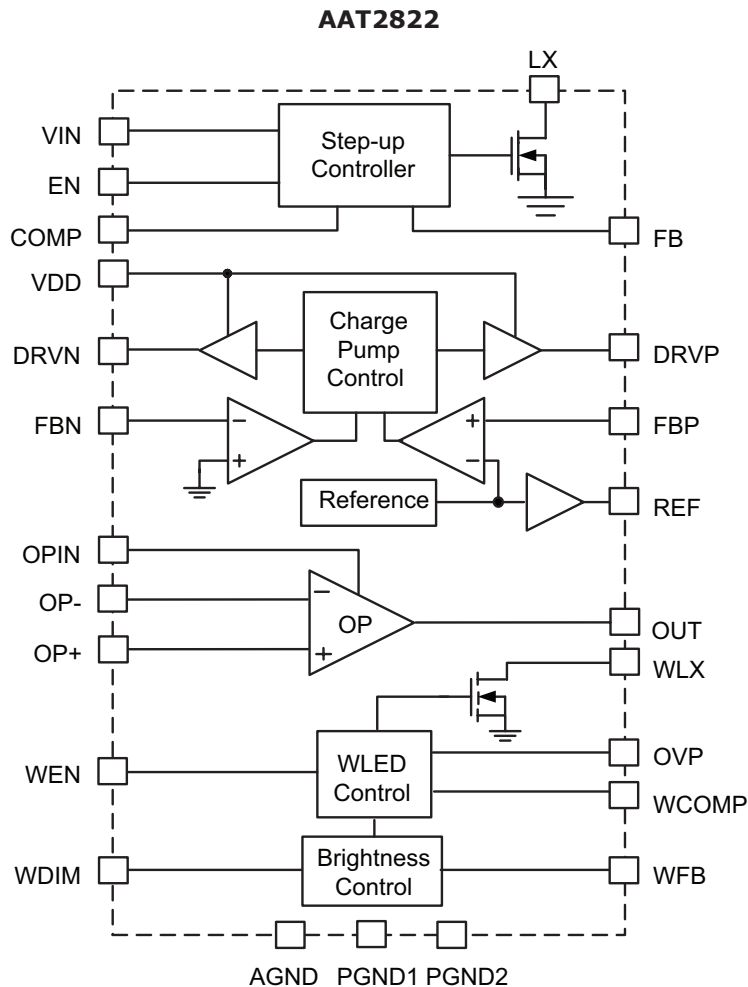 AAT2822
LX
VIN
EN
COMP
VDD
DRVN
FBN
OPIN
OP-
OP+
WEN
WDIM
Step-up
Controller
Charge
Pump
Control
−
+
+
−
Reference
−
OP
+
WLED
Control
Brightness
Control
FB
DRVP
FBP
REF
OUT
WLX
OVP
WCOMP
WFB
AGND PGND1 PGND2